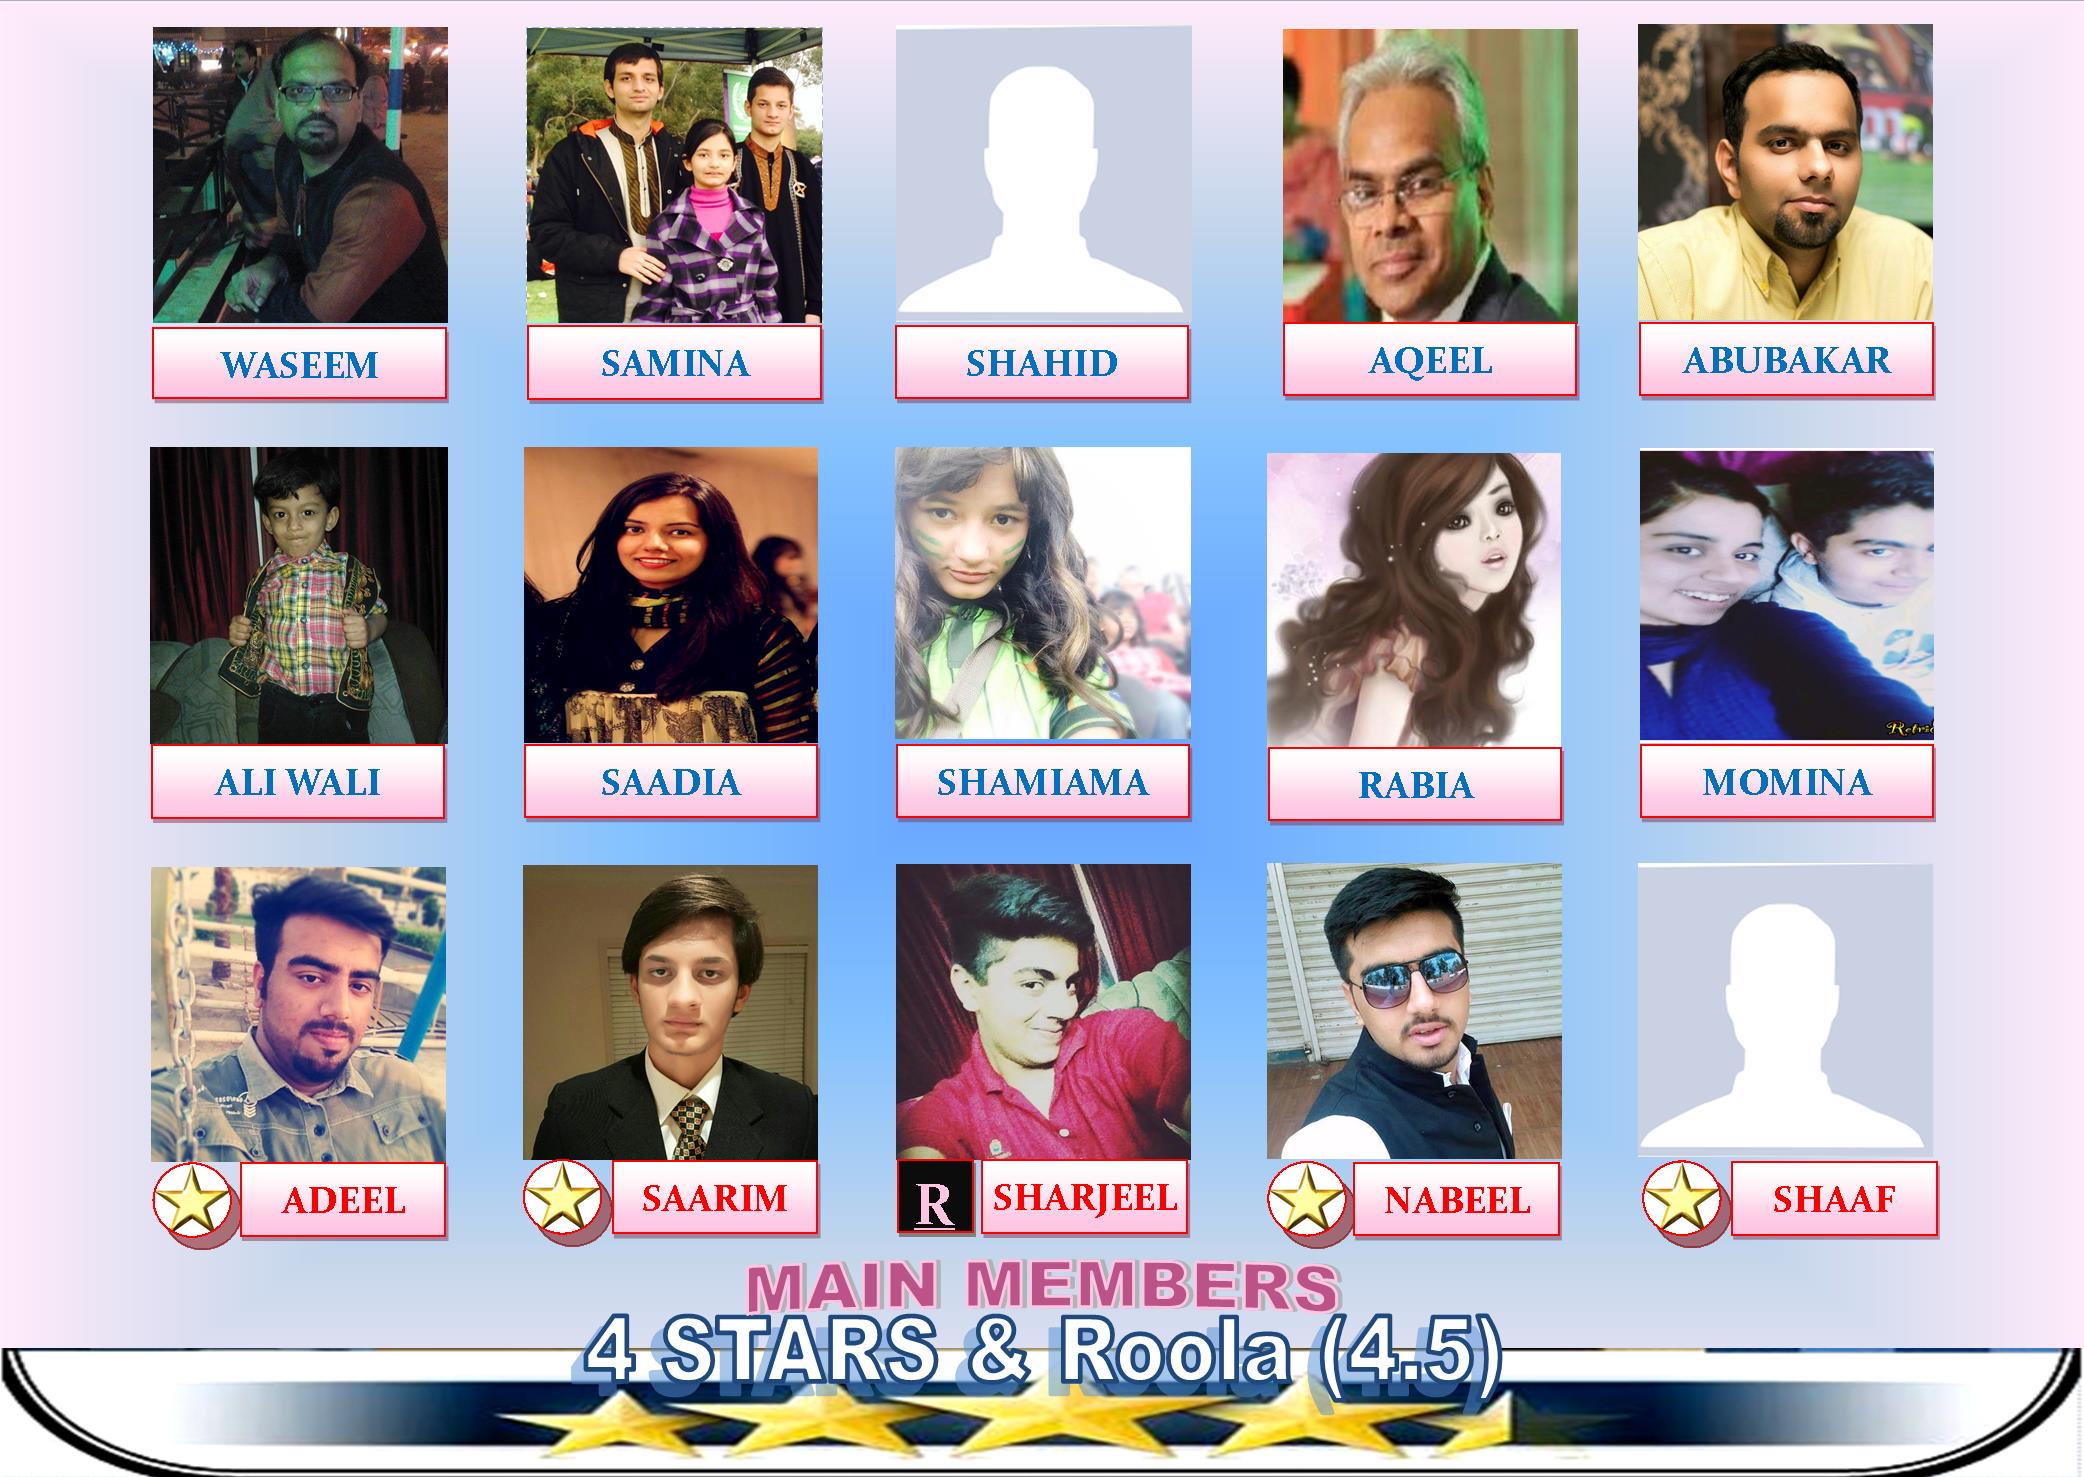 WASEEM
SAMINA
SHAHID
AQEEL
ABUBAKAR
ALI WALI
SAADIA
SHAMIAMA
RABIA
MOMINA
ADEEL
SAARIM
R
SHARJEEL
NABEEL
SHAAF
MAIN MEMBERS
4 STARS & Roola (4.5)